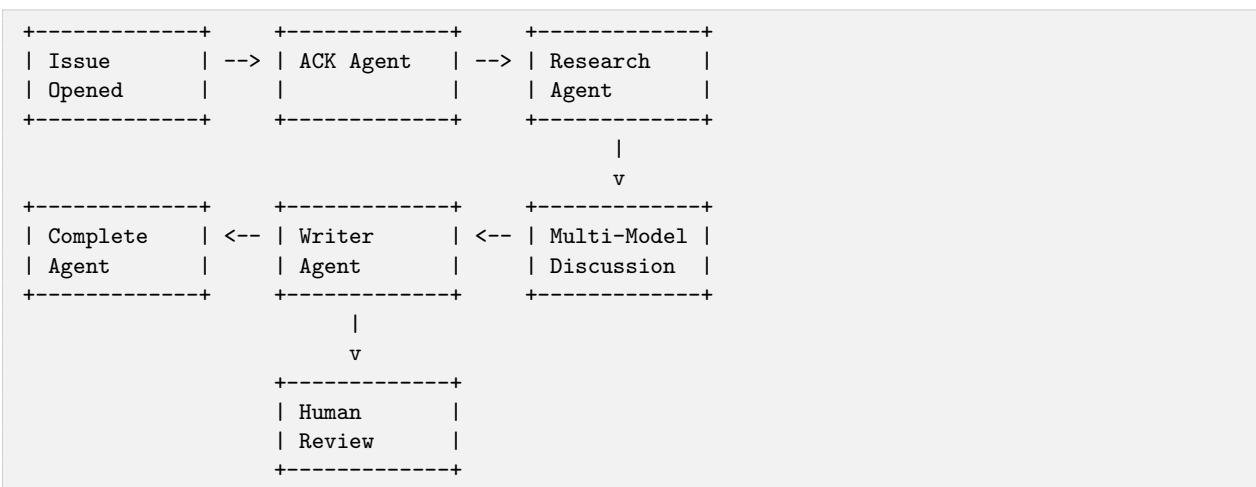 +-------------+     +-------------+     +-------------+
| Issue       | --> | ACK Agent   | --> | Research    |
| Opened      |     |             |     | Agent       |
+-------------+     +-------------+     +-------------+
                                               |
                                               v
+-------------+     +-------------+     +-------------+
| Complete    | <-- | Writer      | <-- | Multi-Model |
| Agent       |     | Agent       |     | Discussion  |
+-------------+     +-------------+     +-------------+
                          |
                          v
                    +-------------+
                    | Human       |
                    | Review      |
                    +-------------+